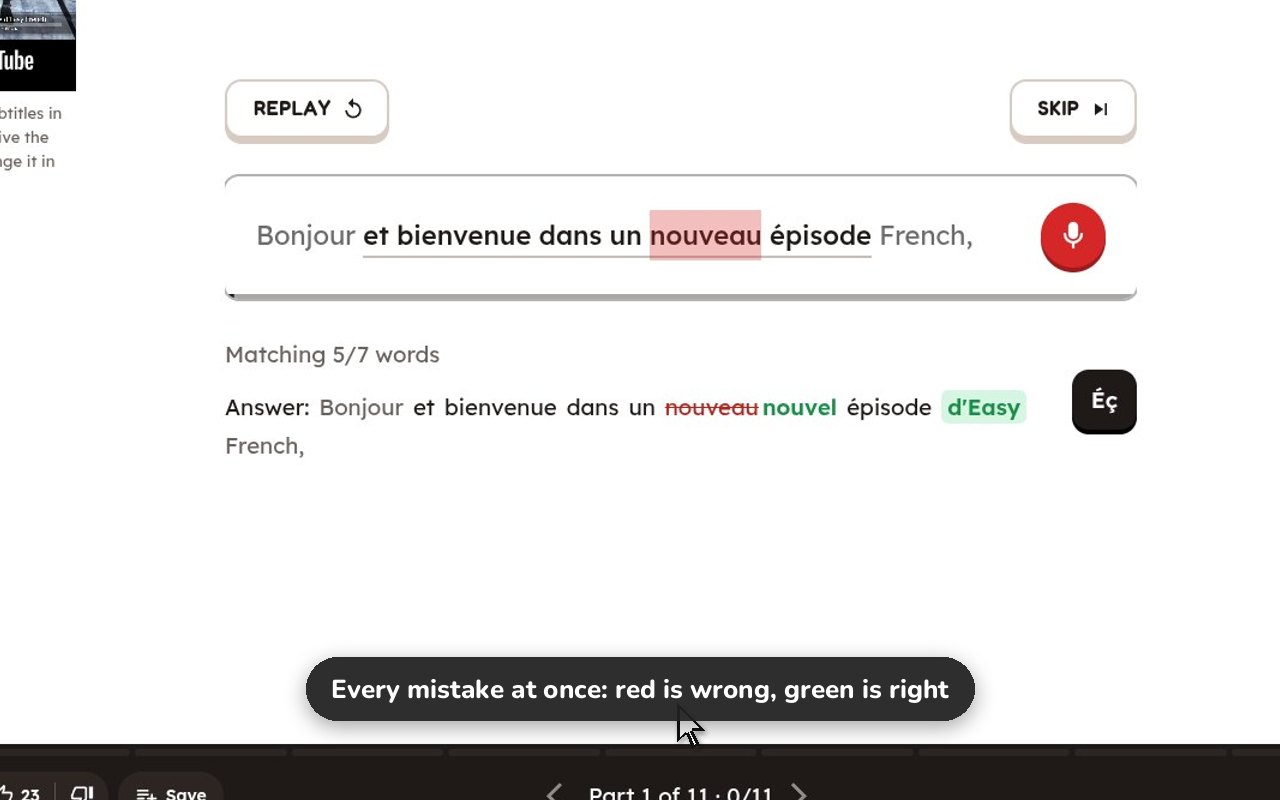 Tube
btitles in
ive the
nge it in
REPLAY
SKIP
Bonjour et bienvenue dans un nouveau épisode French,
Matching 5/7 words
Answer: Bonjour et bienvenue dans un nouveau nouvel épisode d'Easy
French,
Éç
Every mistake at once: red is wrong, green is right
23
Save
Part 1 of 11 · 0/11